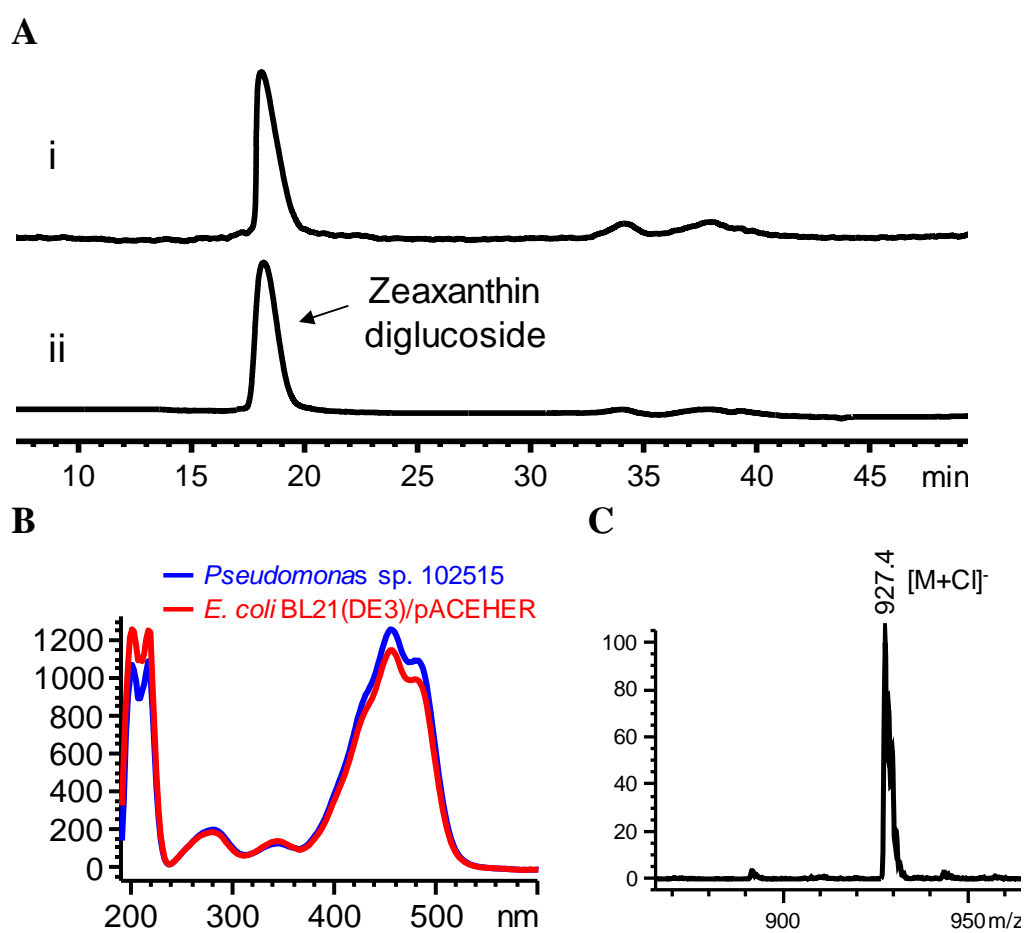 A
i
Zeaxanthin
diglucoside
ii
10 15 20 25 30 35 40 45 min
B
Pseudomonas sp. 102515
E. coli BL21(DE3)/pACEHER
1200
1000
800
600
400
200
0
200 300 400 500 nm
C
927.4
[M+Cl]-
100
80
60
40
20
0
900 950 m/z